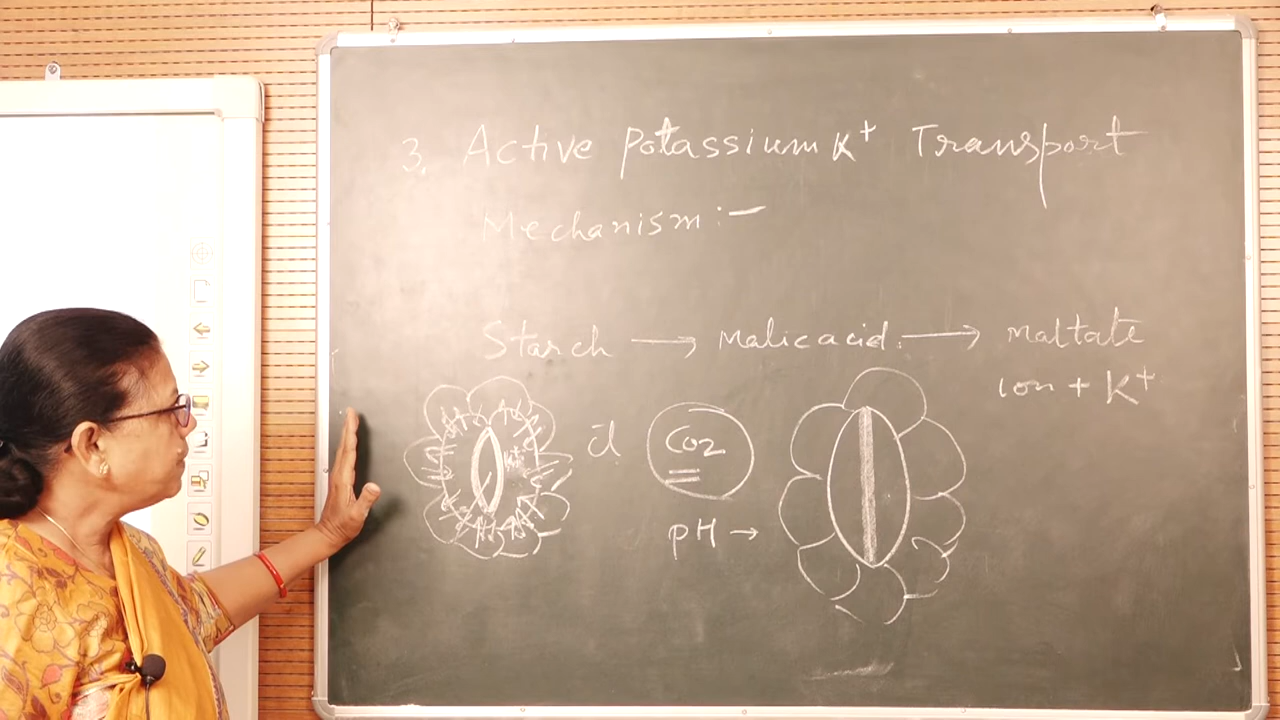 3. Active Potassium K⁺ Transport
Mechanism:-
Starch → Malic acid. → maltate
ion + K⁺
CO2
pH →